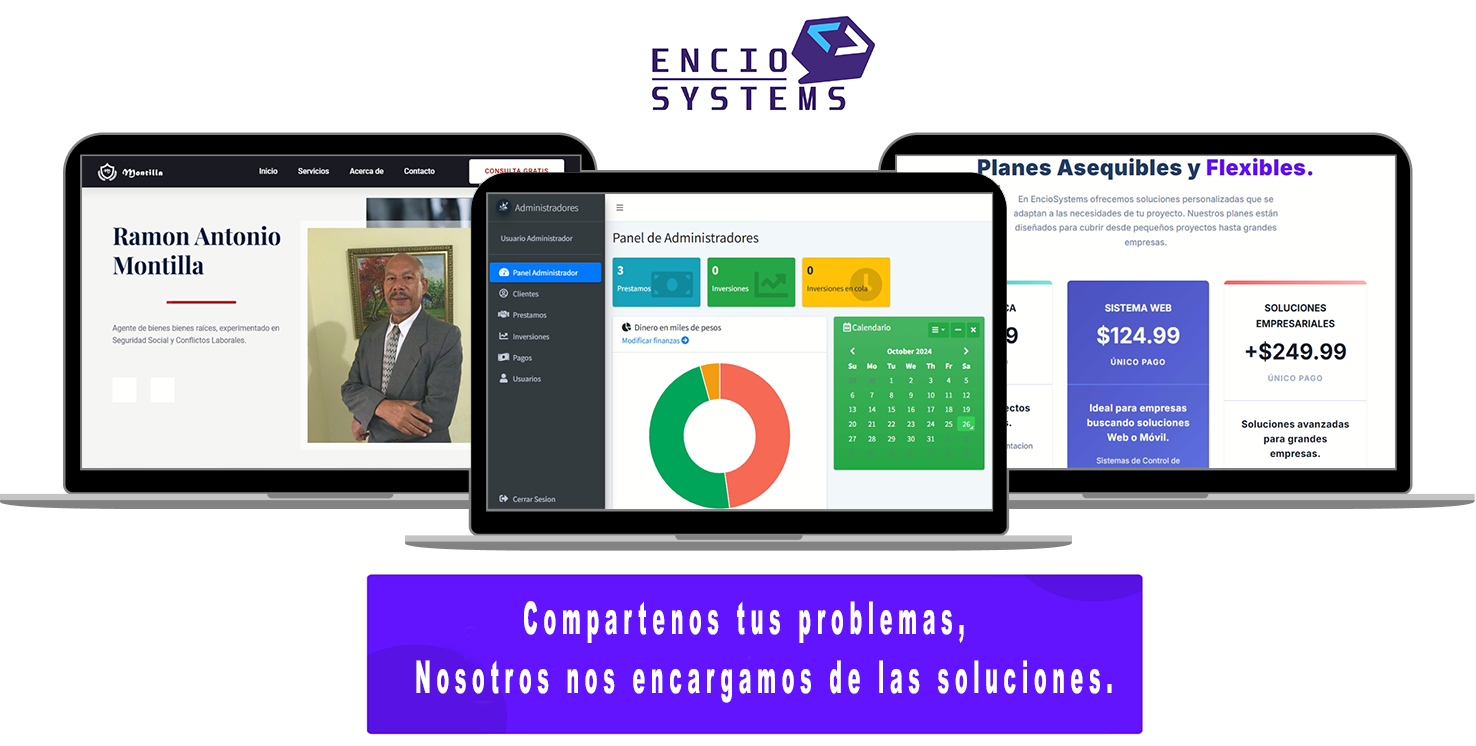 ENCIO
SYSTEMS
Montilla
Inicio Servicios Acerca de Contacto
CONSULTA GRATIS
Ramon Antonio
Montilla
Agente de bienes bienes raíces, experimentado en
Seguridad Social y Conflictos Laborales.
Administradores
Usuario Administrador
Panel Administrador
Clientes
Prestamos
Inversiones
Pagos
Usuarios
Cerrar Sesion
Panel de Administradores
3
Prestamos
0
Inversiones
0
Inversiones en cola
Dinero en miles de pesos
Modificar finanzas
Calendario
October 2024
Su Mo Tu We Th Fr Sa
29 30 1 2 3 4 5
6 7 8 9 10 11 12
13 14 15 16 17 18 19
20 21 22 23 24 25 26
27 28 29 30 31
Planes Asequibles y Flexibles.
En EncioSystems ofrecemos soluciones personalizadas que se
adaptan a las necesidades de tu proyecto. Nuestros planes están
diseñados para cubrir desde pequeños proyectos hasta grandes
empresas.
CA
9
ectos
s.
ntacion
SISTEMA WEB
$124.99
ÚNICO PAGO
Ideal para empresas
buscando soluciones
Web o Móvil.
Sistemas de Control de
SOLUCIONES
EMPRESARIALES
+$249.99
ÚNICO PAGO
Soluciones avanzadas
para grandes
empresas.
Compartenos tus problemas,
Nosotros nos encargamos de las soluciones.